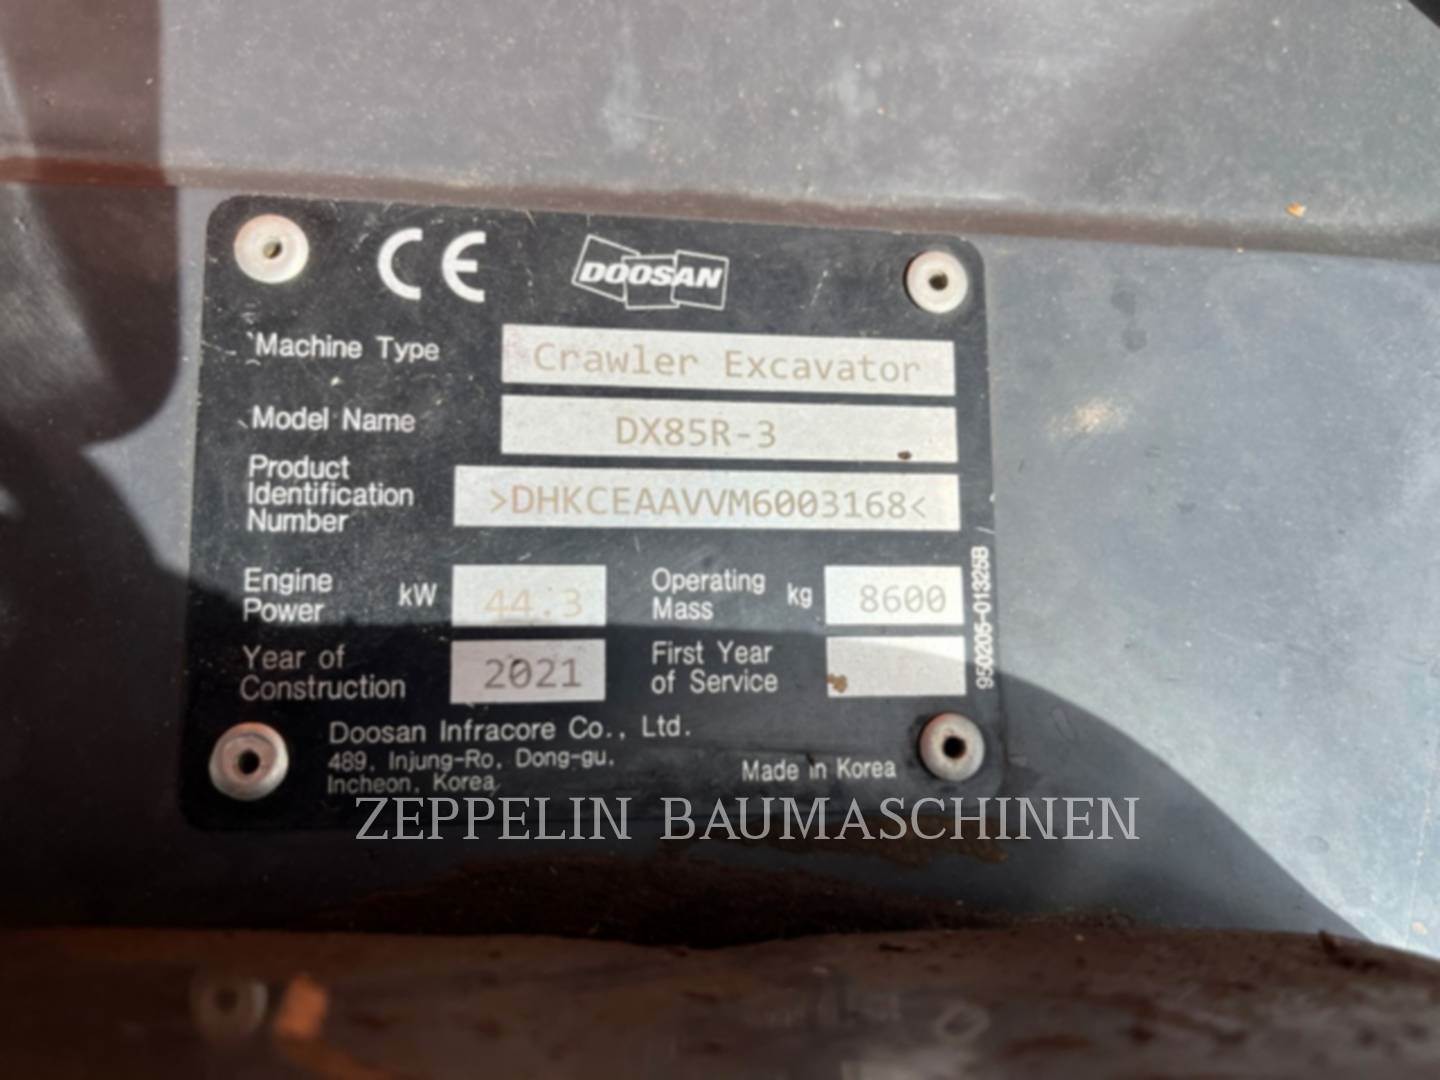 CE DOOSAN
Machine Type Crawler Excavator
Model Name DX85R-3
Product
Identification
Number >DHKCEAAVVM6003168<
Engine
Power kW 44.3
Operating
Mass kg 8600
Year of
Construction 2021
First Year
of Service
Doosan Infracore Co., Ltd.
489, Injung-Ro, Dong-gu,
Incheon, Korea
Made in Korea
950205-01325B
ZEPPELIN BAUMASCHINEN